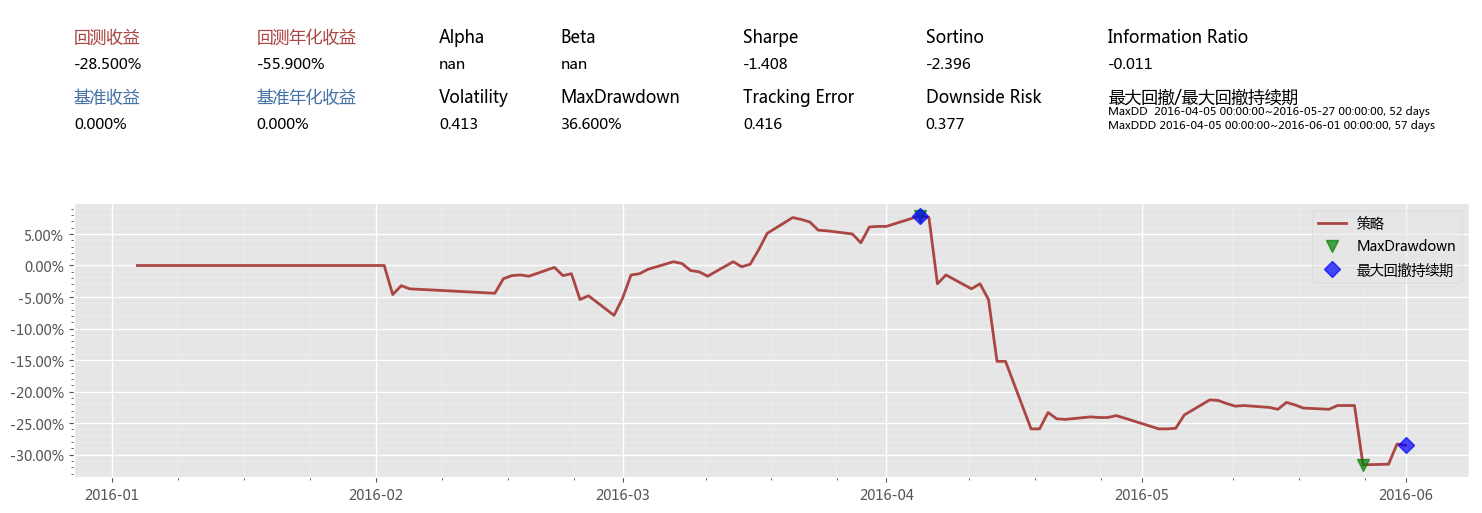 回测收益 回测年化收益 Alpha Beta Sharpe Sortino Information Ratio
-28.500% -55.900% nan nan -1.408 -2.396 -0.011
基准收益 基准年化收益 Volatility MaxDrawdown Tracking Error Downside Risk 最大回撤/最大回撤持续期
0.000% 0.000% 0.413 36.600% 0.416 0.377
MaxDD 2016-04-05 00:00:00~2016-05-27 00:00:00, 52 days
MaxDDD 2016-04-05 00:00:00~2016-06-01 00:00:00, 57 days
策略
MaxDrawdown
最大回撤持续期
5.00%
0.00%
-5.00%
-10.00%
-15.00%
-20.00%
-25.00%
-30.00%
2016-01 2016-02 2016-03 2016-04 2016-05 2016-06